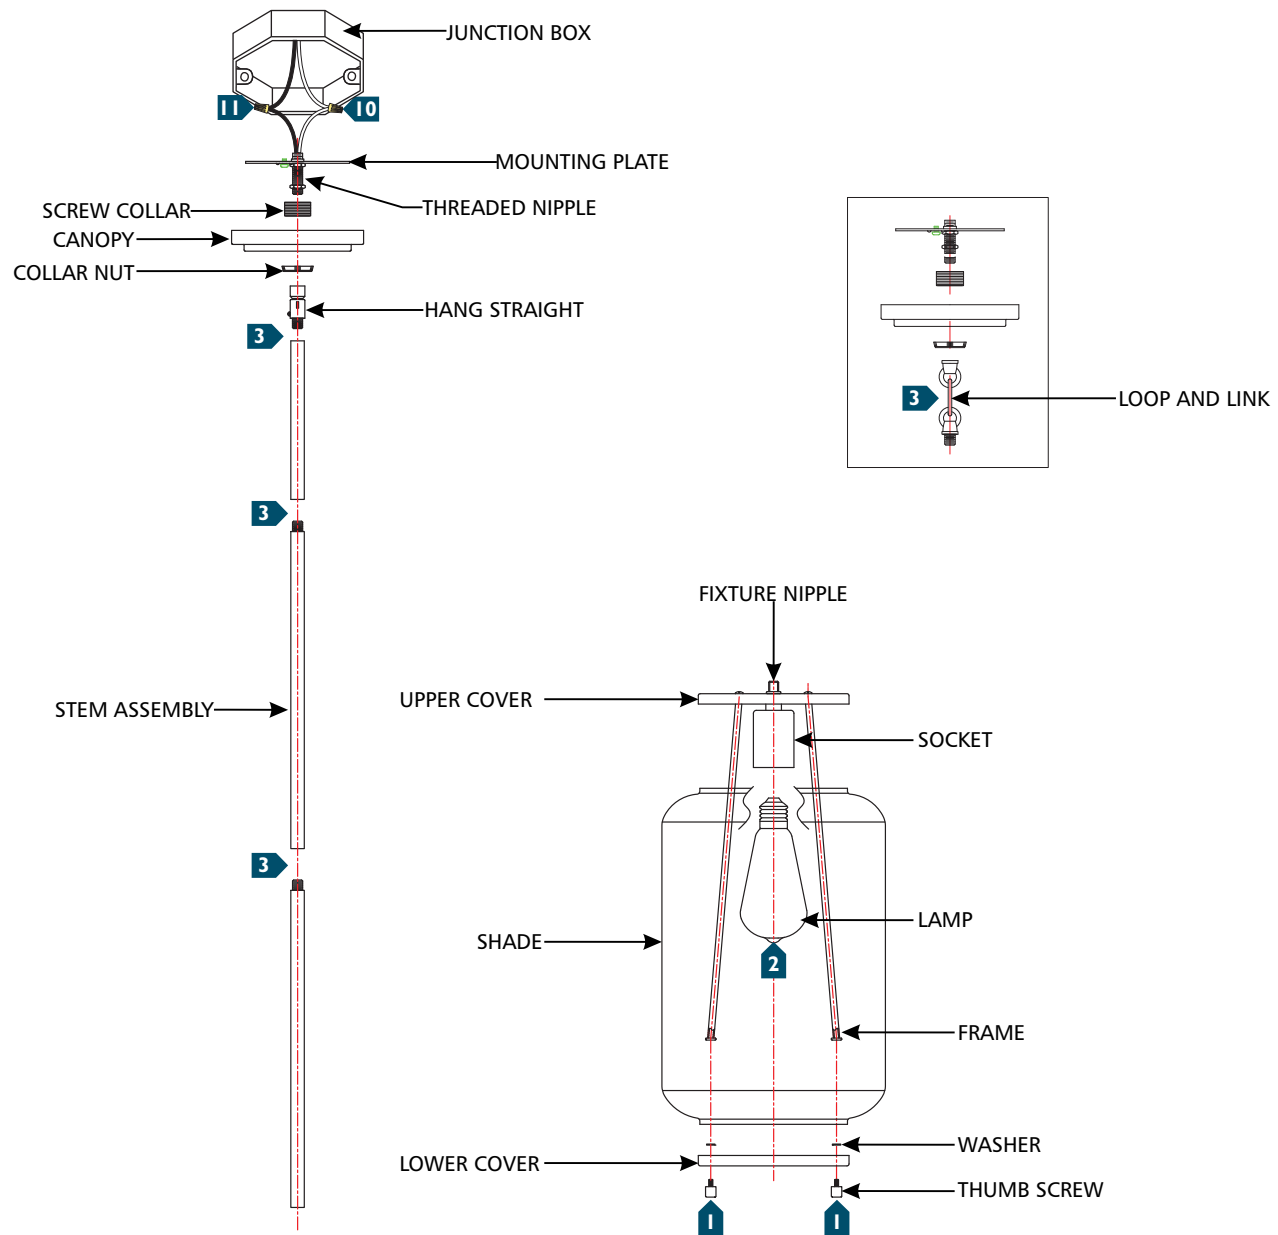 JUNCTION BOX
11
10
MOUNTING PLATE
THREADED NIPPLE
SCREW COLLAR
CANOPY
COLLAR NUT
HANG STRAIGHT
3
3
STEM ASSEMBLY
3
3
LOOP AND LINK
FIXTURE NIPPLE
UPPER COVER
SOCKET
LAMP
SHADE
2
FRAME
WASHER
LOWER COVER
THUMB SCREW
1
1